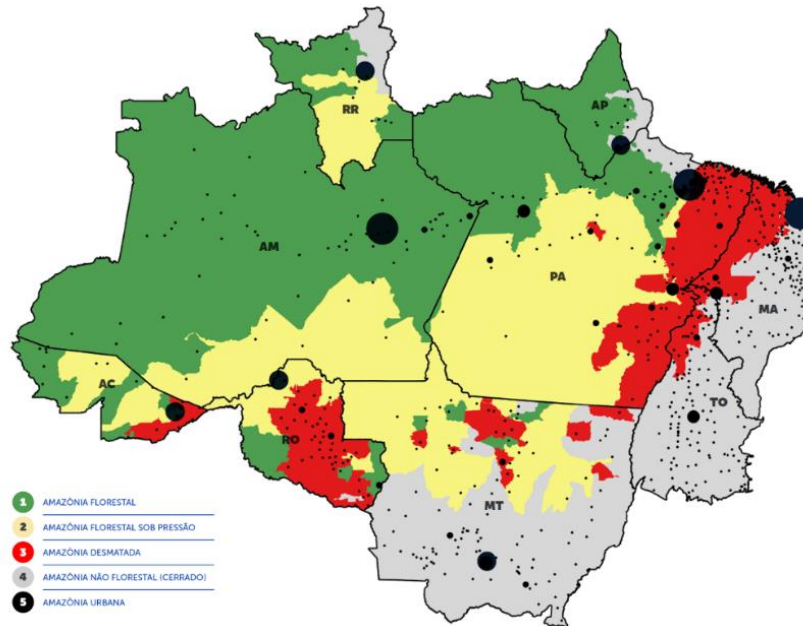 RR
AP
AM
PA
MA
AC
TO
RO
MT
1 AMAZÔNIA FLORESTAL
2 AMAZÔNIA FLORESTAL SOB PRESSÃO
3 AMAZÔNIA DESMATADA
4 AMAZÔNIA NÃO FLORESTAL (CERRADO)
5 AMAZÔNIA URBANA